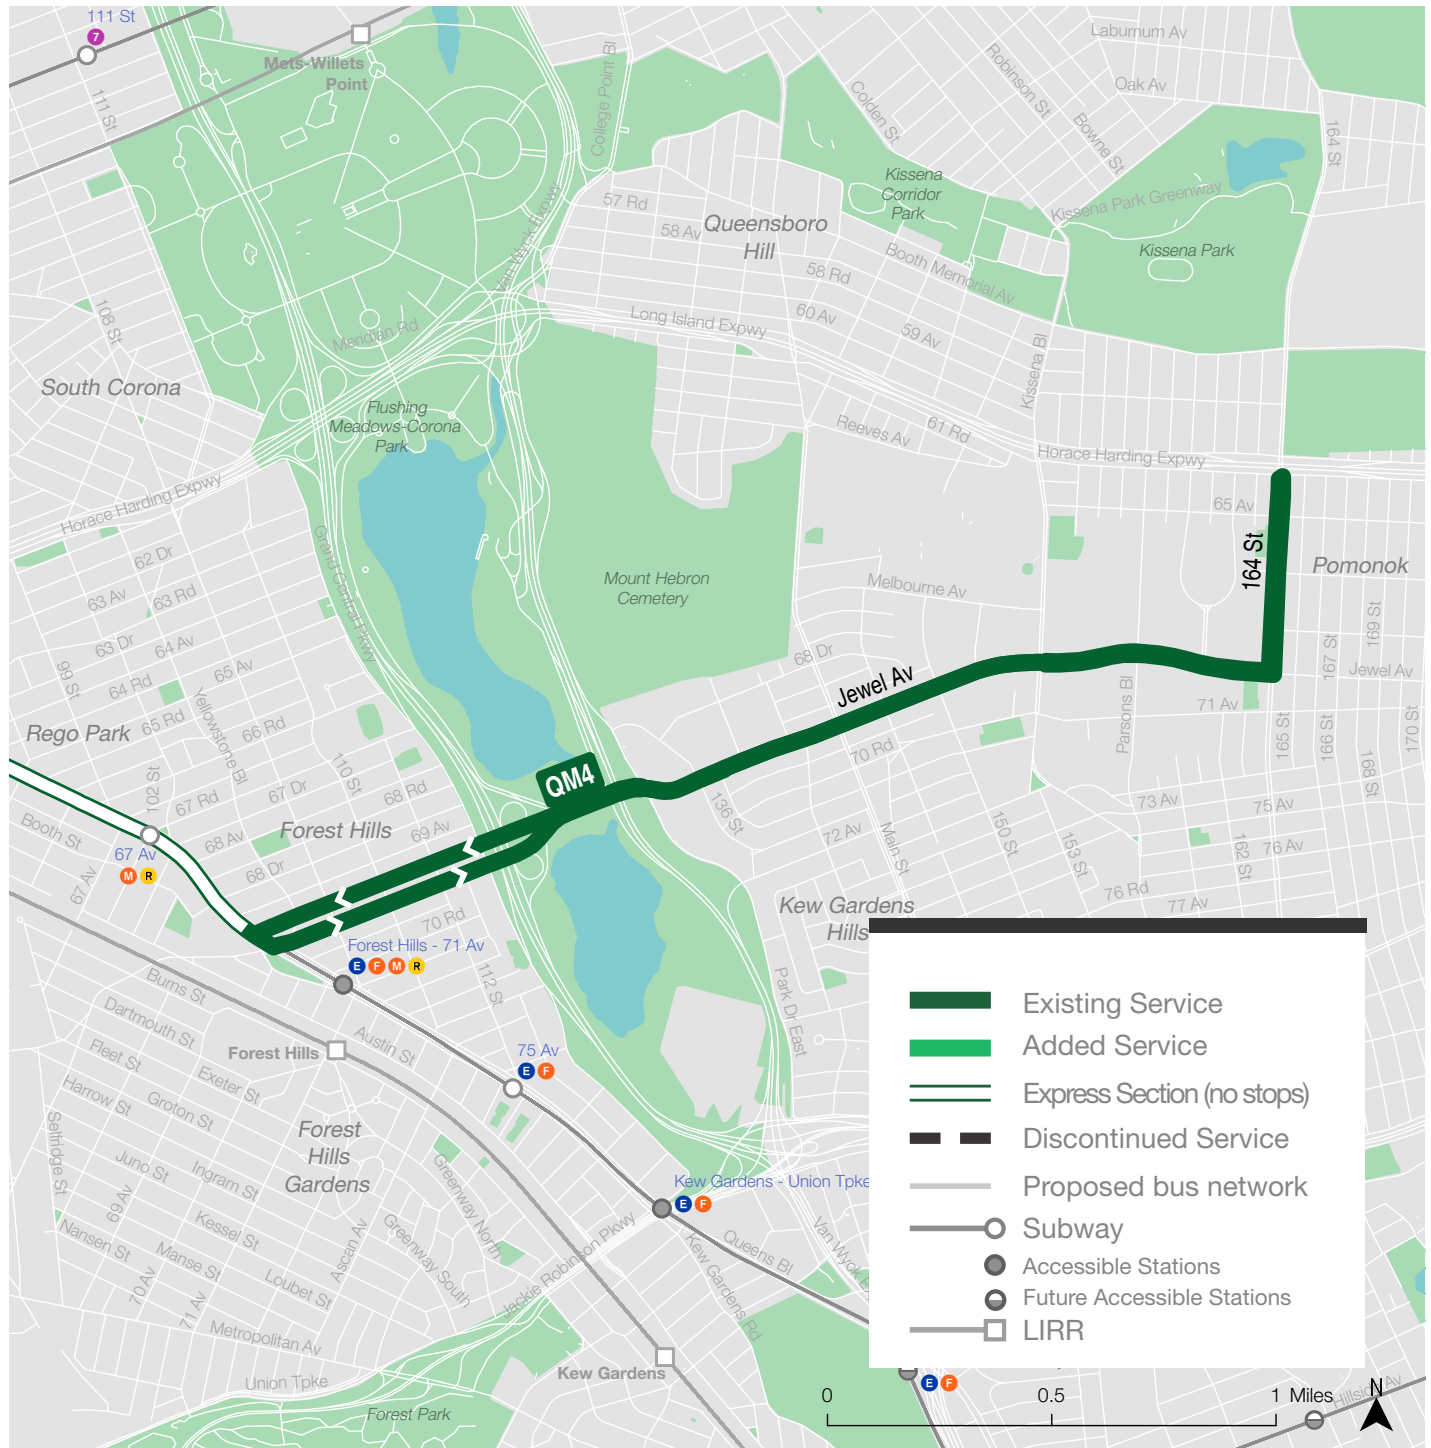 111 St
7
Mets-Willets
Point
111 St
College Point Bl
Colden St
Robinson St
Laburnum Av
Oak Av
Bowne St
164 St
Kissena
Corridor
Park
Kissena Park Greenway
Kissena Park
57 Rd
58 Av
Queensboro
Hill
Van Wyck Expwy
58 Rd
Booth Memorial Av
108 St
Meridian Rd
Long Island Expwy
60 Av
59 Av
Kissena Bl
South Corona
Flushing
Meadows-Corona
Park
Reeves Av
61 Rd
Horace Harding Expwy
Horace Harding Expwy
65 Av
164 St
Pomonok
Grand Central Pkwy
62 Dr
63 Av
63 Rd
Mount Hebron
Cemetery
Melbourne Av
63 Dr
64 Av
68 Dr
167 St
169 St
99 St
64 Rd
65 Av
Jewel Av
Jewel Av
Yellowstone Bl
Rego Park
65 Rd
66 Rd
Parsons Bl
71 Av
165 St
166 St
170 St
70 Rd
168 St
QM4
102 St
110 St
67 Rd
67 Dr
68 Rd
136 St
73 Av
75 Av
Booth St
68 Av
Forest Hills
69 Av
72 Av
Main St
150 St
153 St
162 St
76 Av
67 Av
M R
67 Av
68 Dr
76 Rd
77 Av
70 Rd
Kew Gardens
Hills
Forest Hills - 71 Av
E F M R
112 St
Park Dr East
Burns St
Dartmouth St
Austin St
Forest Hills
Fleet St
Exeter St
75 Av
E F
Harrow St
Groton St
Selfridge St
Forest
Hills
Gardens
Juno St
Ingram St
Greenway North
Kew Gardens - Union Tpke
E F
69 Av
Kessel St
Nansen St
Manse St
Ascan Av
Greenway South
Jackie Robinson Pkwy
Queens Bl
Van Wyck E
Kew Gardens Rd
70 Av
Loubet St
71 Av
Metropolitan Av
Kew Gardens
Union Tpke
Forest Park
Existing Service
Added Service
Express Section (no stops)
Discontinued Service
Proposed bus network
Subway
Accessible Stations
Future Accessible Stations
LIRR
E F
Hillside Av
0 0.5 1 Miles
N